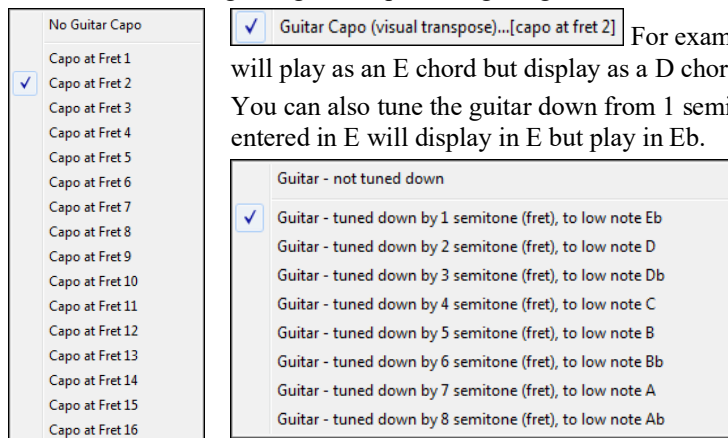 No Guitar Capo
Capo at Fret 1
Capo at Fret 2
Capo at Fret 3
Capo at Fret 4
Capo at Fret 5
Capo at Fret 6
Capo at Fret 7
Capo at Fret 8
Capo at Fret 9
Capo at Fret 10
Capo at Fret 11
Capo at Fret 12
Capo at Fret 13
Capo at Fret 14
Capo at Fret 15
Capo at Fret 16
Guitar Capo (visual transpose)...[capo at fret 2] For exam
will play as an E chord but display as a D chor
You can also tune the guitar down from 1 semi
entered in E will display in E but play in Eb.
Guitar - not tuned down
Guitar - tuned down by 1 semitone (fret), to low note Eb
Guitar - tuned down by 2 semitone (fret), to low note D
Guitar - tuned down by 3 semitone (fret), to low note Db
Guitar - tuned down by 4 semitone (fret), to low note C
Guitar - tuned down by 5 semitone (fret), to low note B
Guitar - tuned down by 6 semitone (fret), to low note Bb
Guitar - tuned down by 7 semitone (fret), to low note A
Guitar - tuned down by 8 semitone (fret), to low note Ab